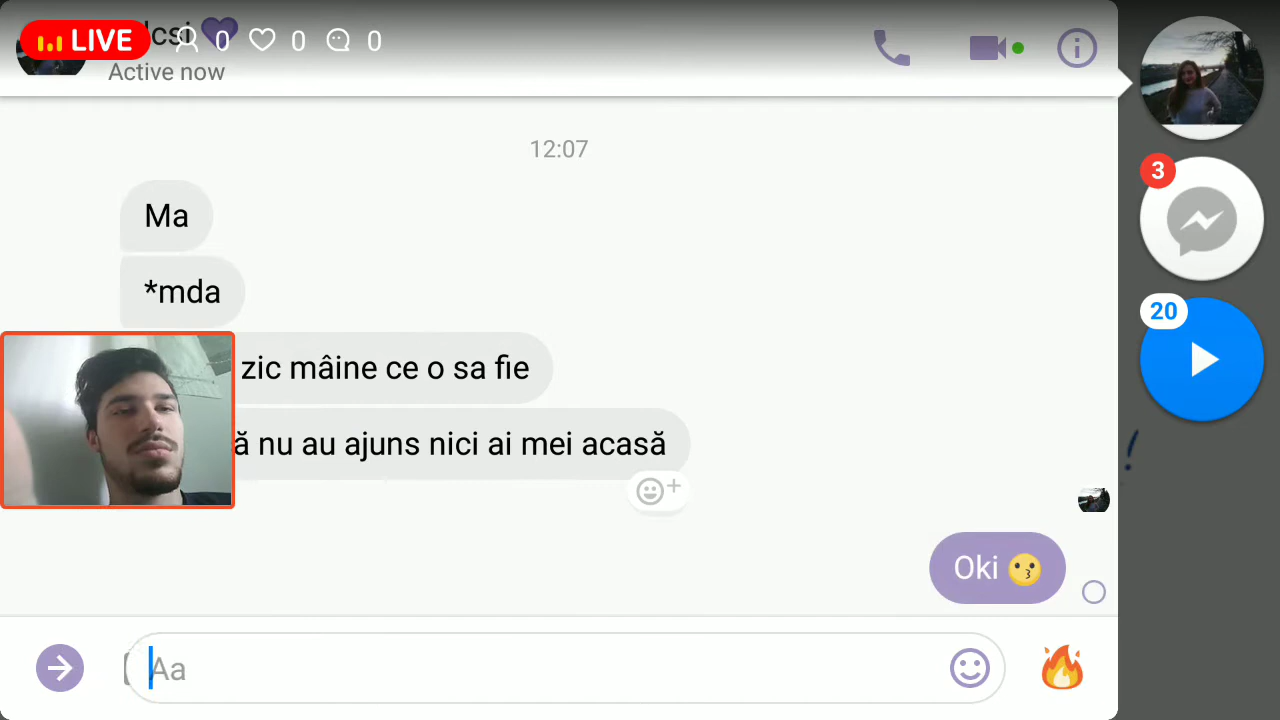 LIVE 0 0 0
csi
Active now
12:07
Ma
*mda
zic mâine ce o sa fie
ă nu au ajuns nici ai mei acasă
Oki
Aa
3
20